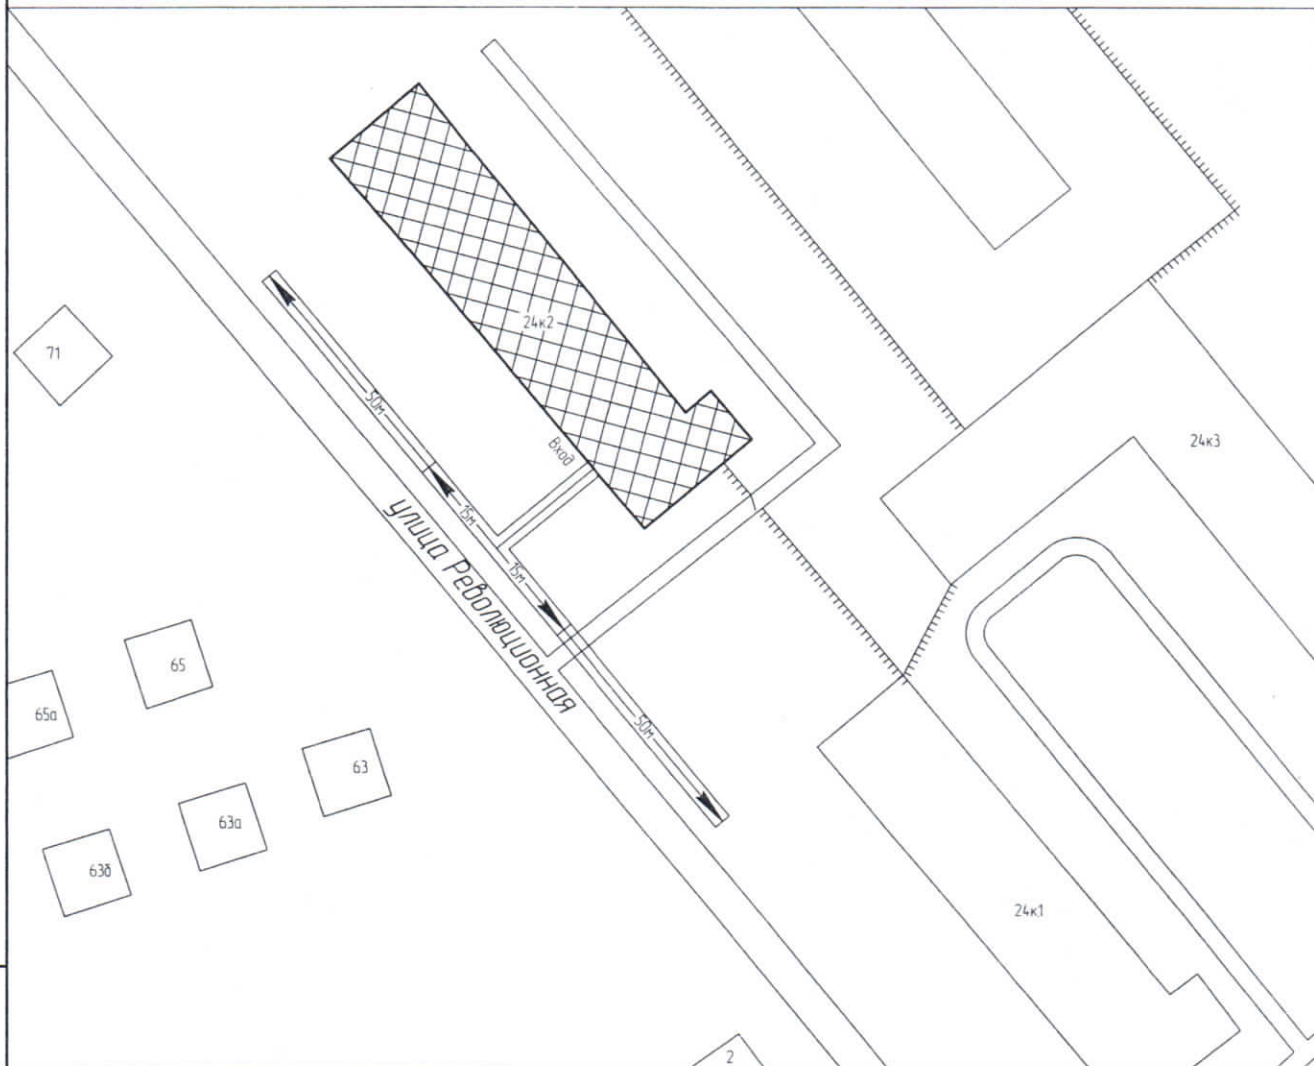 24к2
71
50м
24к3
Вход
15м
улица Революционная
15м
65
65а
50м
63
63а
63б
24к1
2